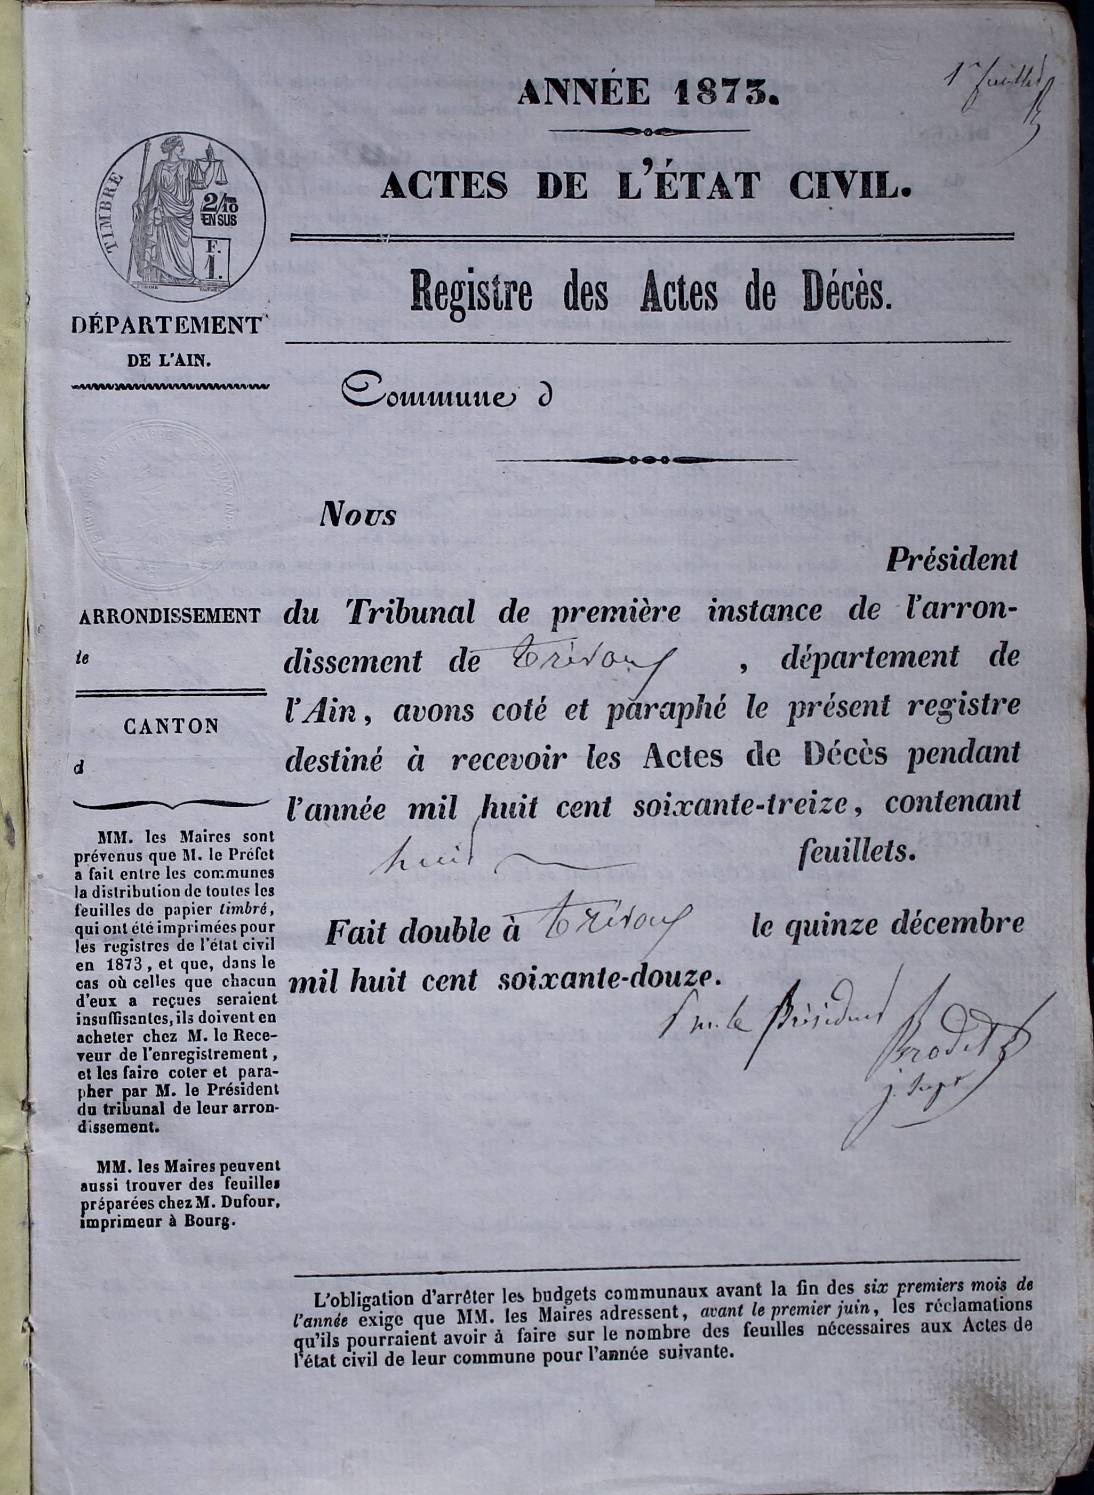 1er feuillet
ANNÉE 1873.
ACTES DE L'ÉTAT CIVIL.
TIMBRE
2/10 EN SUS
F. 1.
DÉPARTEMENT
DE L'AIN.
Registre des Actes de Décès.
Commune d
Nous
Président
du Tribunal de première instance de l'arron-
dissement de Trévoux, département de
l'Ain, avons coté et paraphé le présent registre
destiné à recevoir les Actes de Décès pendant
l'année mil huit cent soixante-treize, contenant
huit feuillets.
Fait double à Trévoux le quinze décembre
mil huit cent soixante-douze.
Pour le Président
Brodet
j. supt
ARRONDISSEMENT
de
CANTON
d
MM. les Maires sont
prévenus que M. le Préfet
a fait entre les communes
la distribution de toutes les
feuilles de papier timbré,
qui ont été imprimées pour
les registres de l'état civil
en 1873, et que, dans le
cas où celles que chacun
d'eux a reçues seraient
insuffisantes, ils doivent en
acheter chez M. le Rece-
veur de l'enregistrement,
et les faire coter et para-
pher par M. le Président
du tribunal de leur arron-
dissement.
MM. les Maires peuvent
aussi trouver des feuilles
préparées chez M. Dufour,
imprimeur à Bourg.
L'obligation d'arrêter les budgets communaux avant la fin des six premiers mois de
l'année exige que MM. les Maires adressent, avant le premier juin, les réclamations
qu'ils pourraient avoir à faire sur le nombre des feuilles nécessaires aux Actes de
l'état civil de leur commune pour l'année suivante.